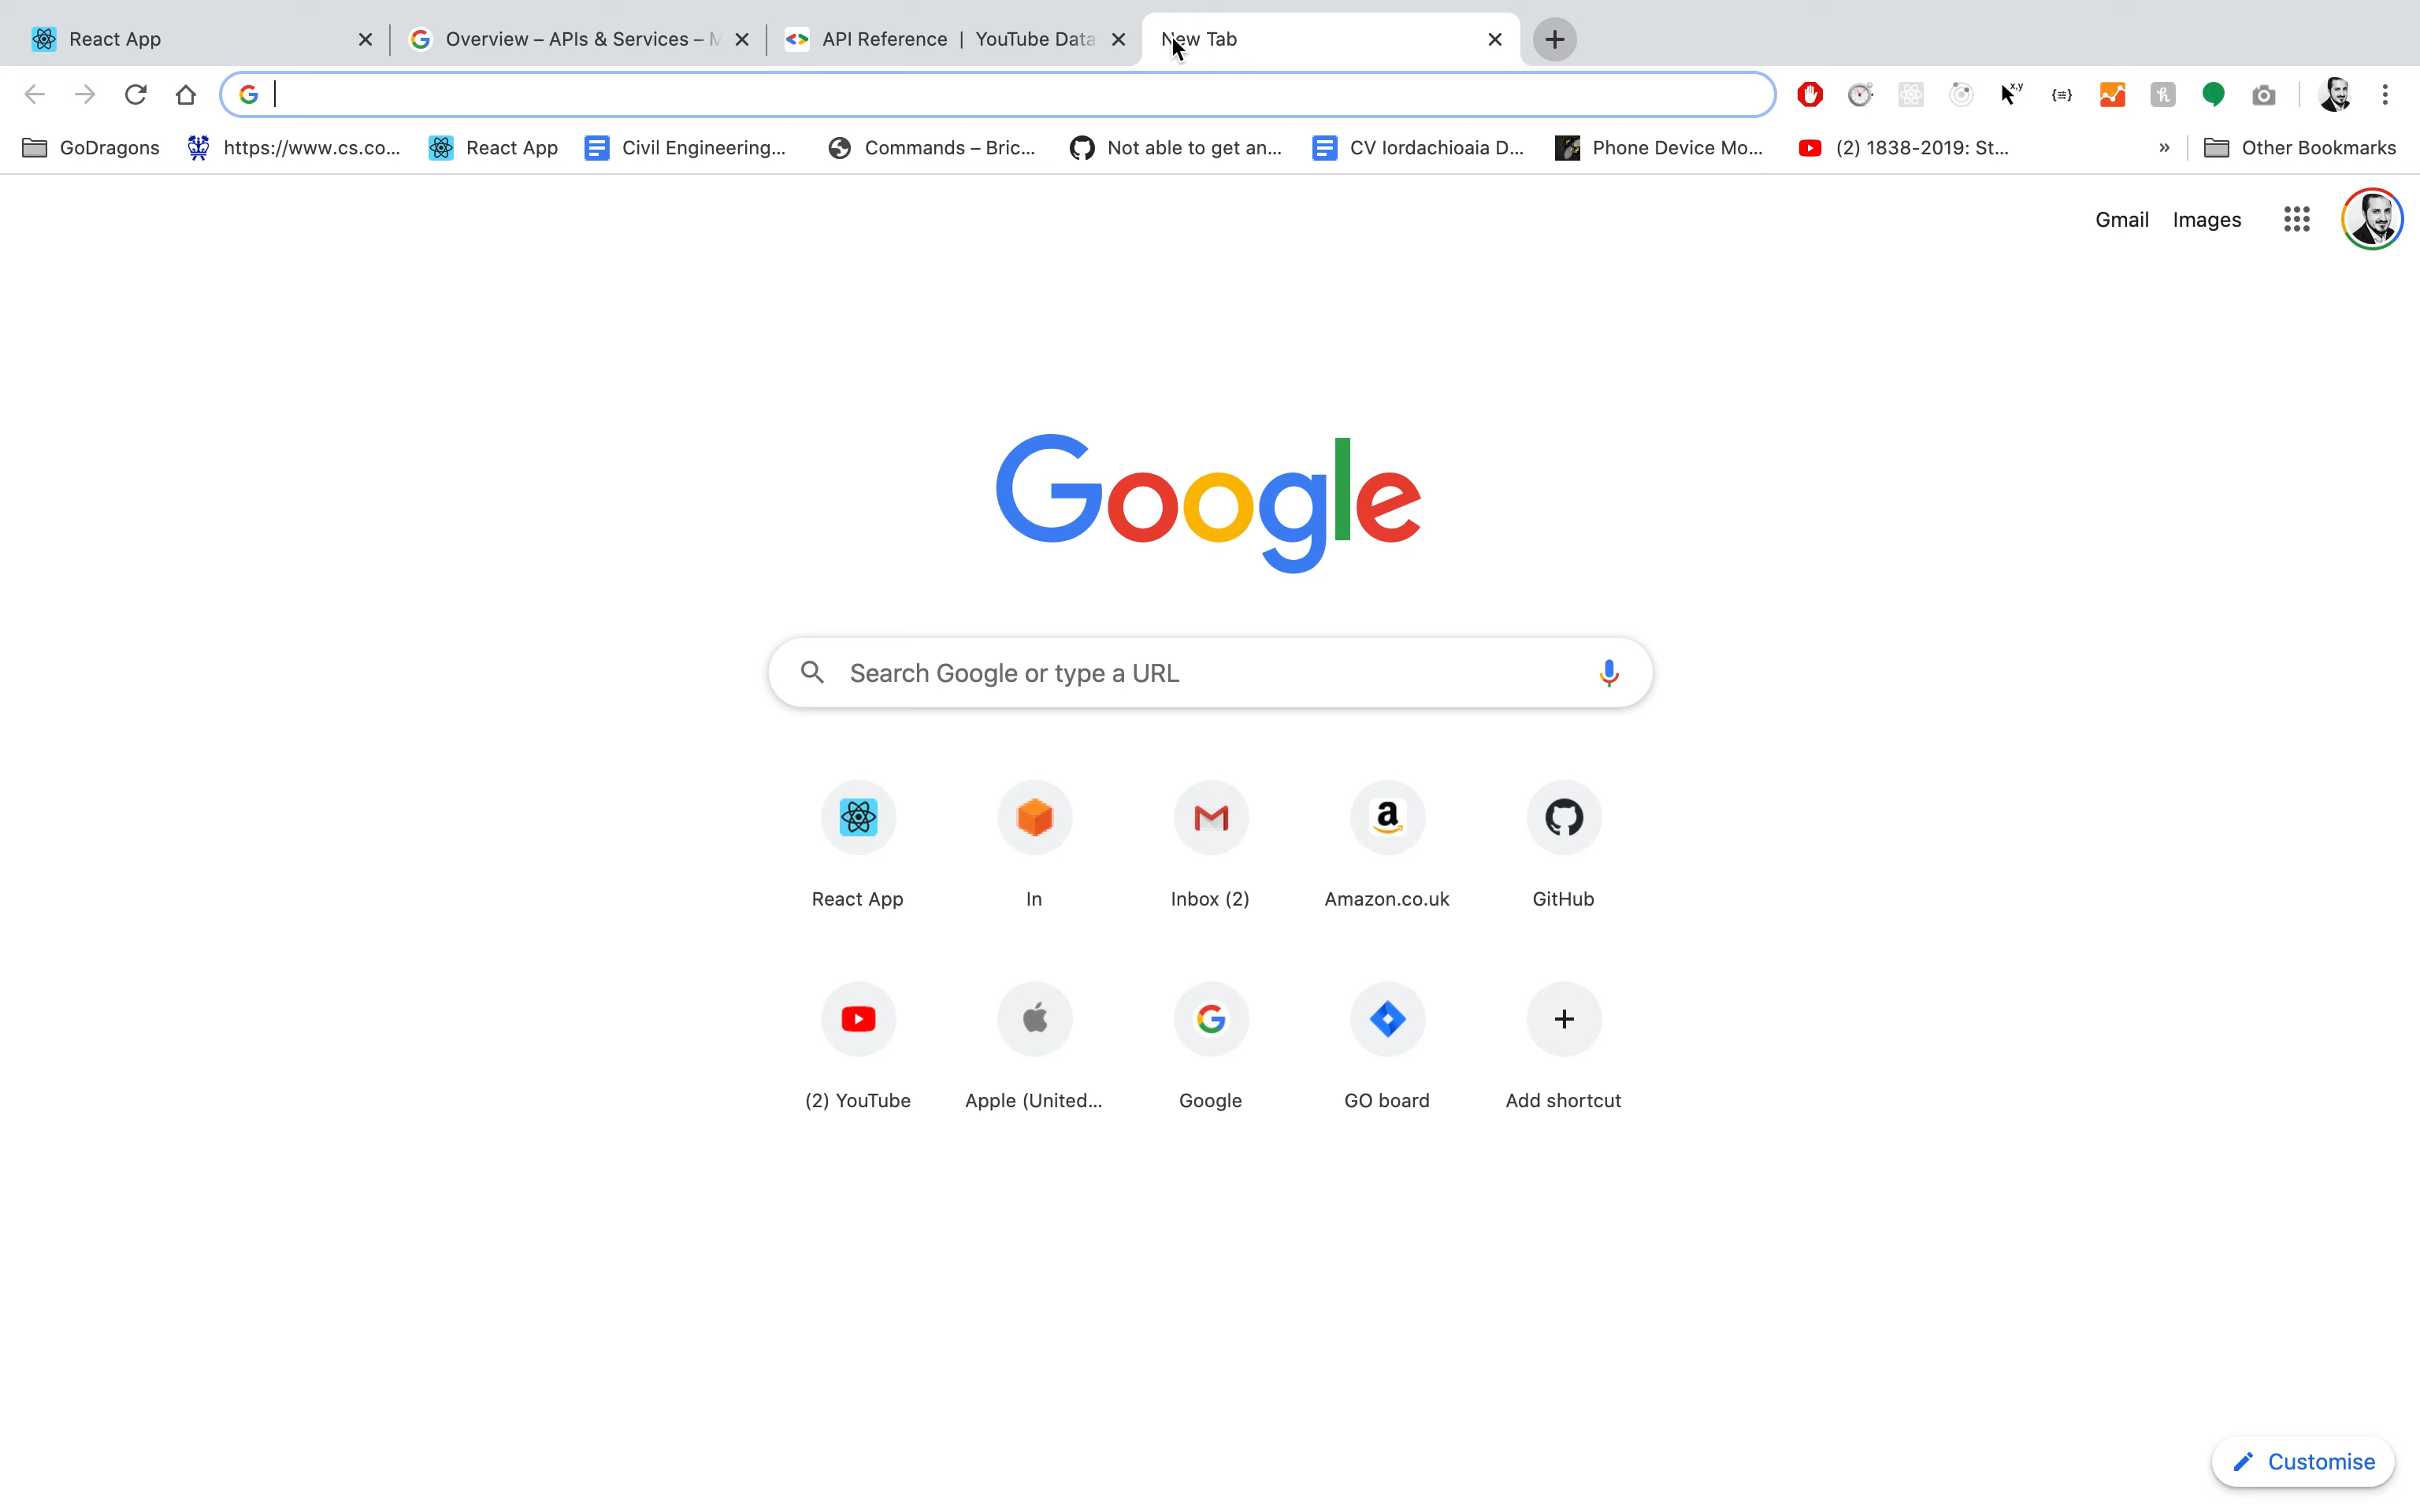 React App
Overview – APIs & Services –
API Reference | YouTube Data
New Tab
GoDragons
https://www.cs.co...
React App
Civil Engineering...
Commands – Bric...
Not able to get an...
CV Iordachioaia D...
Phone Device Mo...
(2) 1838-2019: St...
»
Other Bookmarks
Gmail
Images
Google
Search Google or type a URL
React App
In
Inbox (2)
Amazon.co.uk
GitHub
(2) YouTube
Apple (United...
Google
GO board
Add shortcut
Customise